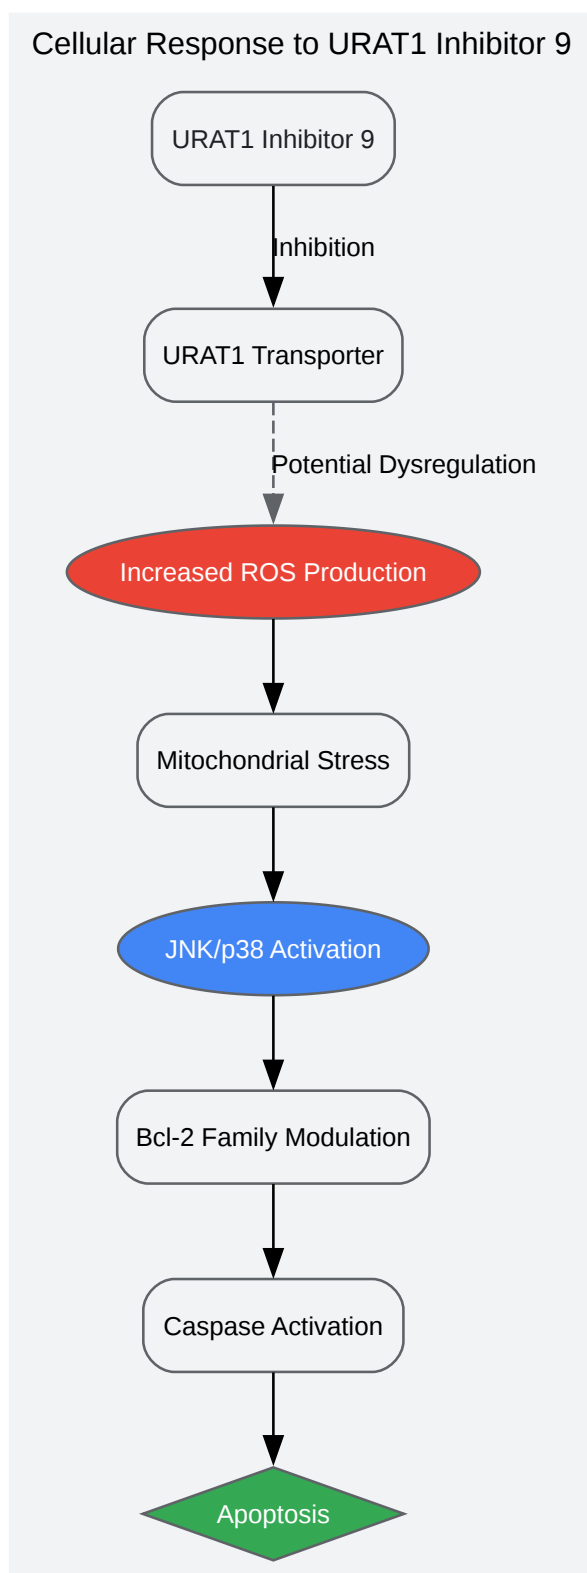 Cellular Response to URAT1 Inhibitor 9
URAT1 Inhibitor 9
Inhibition
URAT1 Transporter
Potential Dysregulation
Increased ROS Production
Mitochondrial Stress
JNK/p38 Activation
Bcl-2 Family Modulation
Caspase Activation
Apoptosis